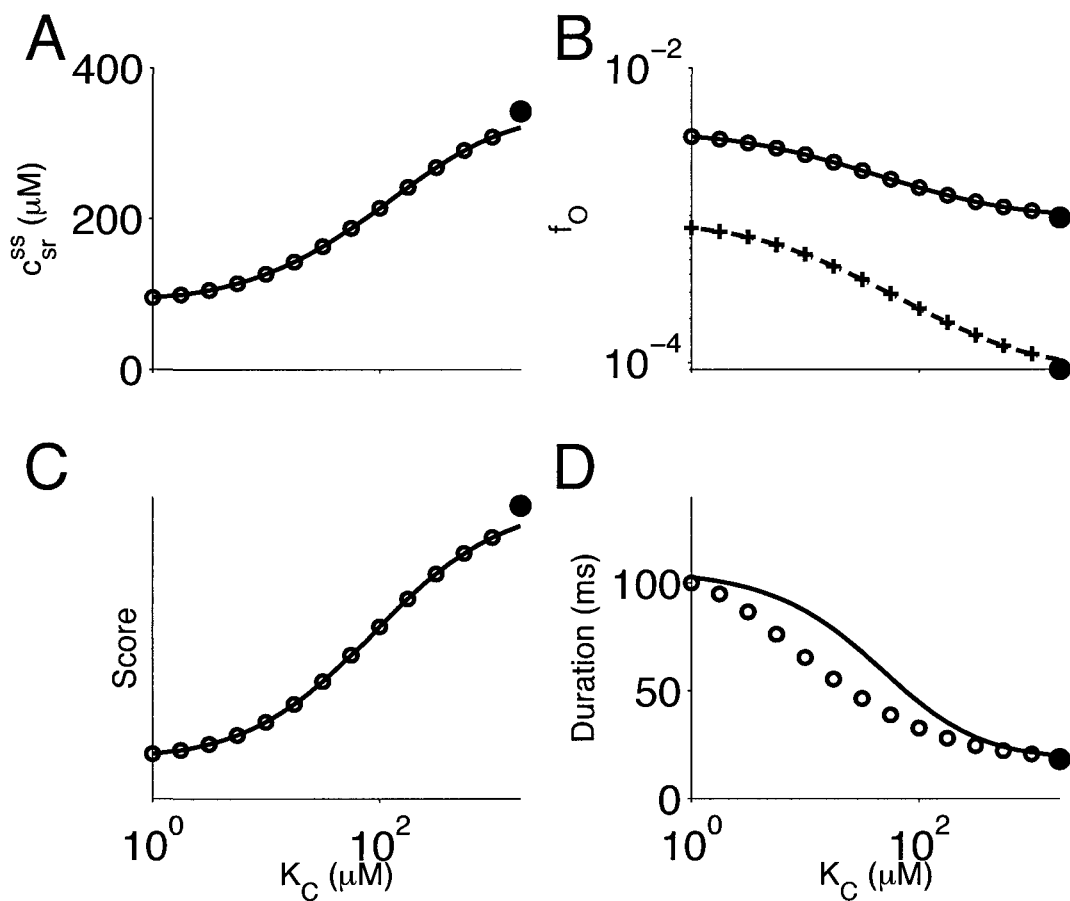 A
400
200
0
c_sr^ss (μM)
B
10^-2
10^-4
f_O
C
Score
10^0
10^2
K_C (μM)
D
100
50
0
Duration (ms)
10^0
10^2
K_C (μM)